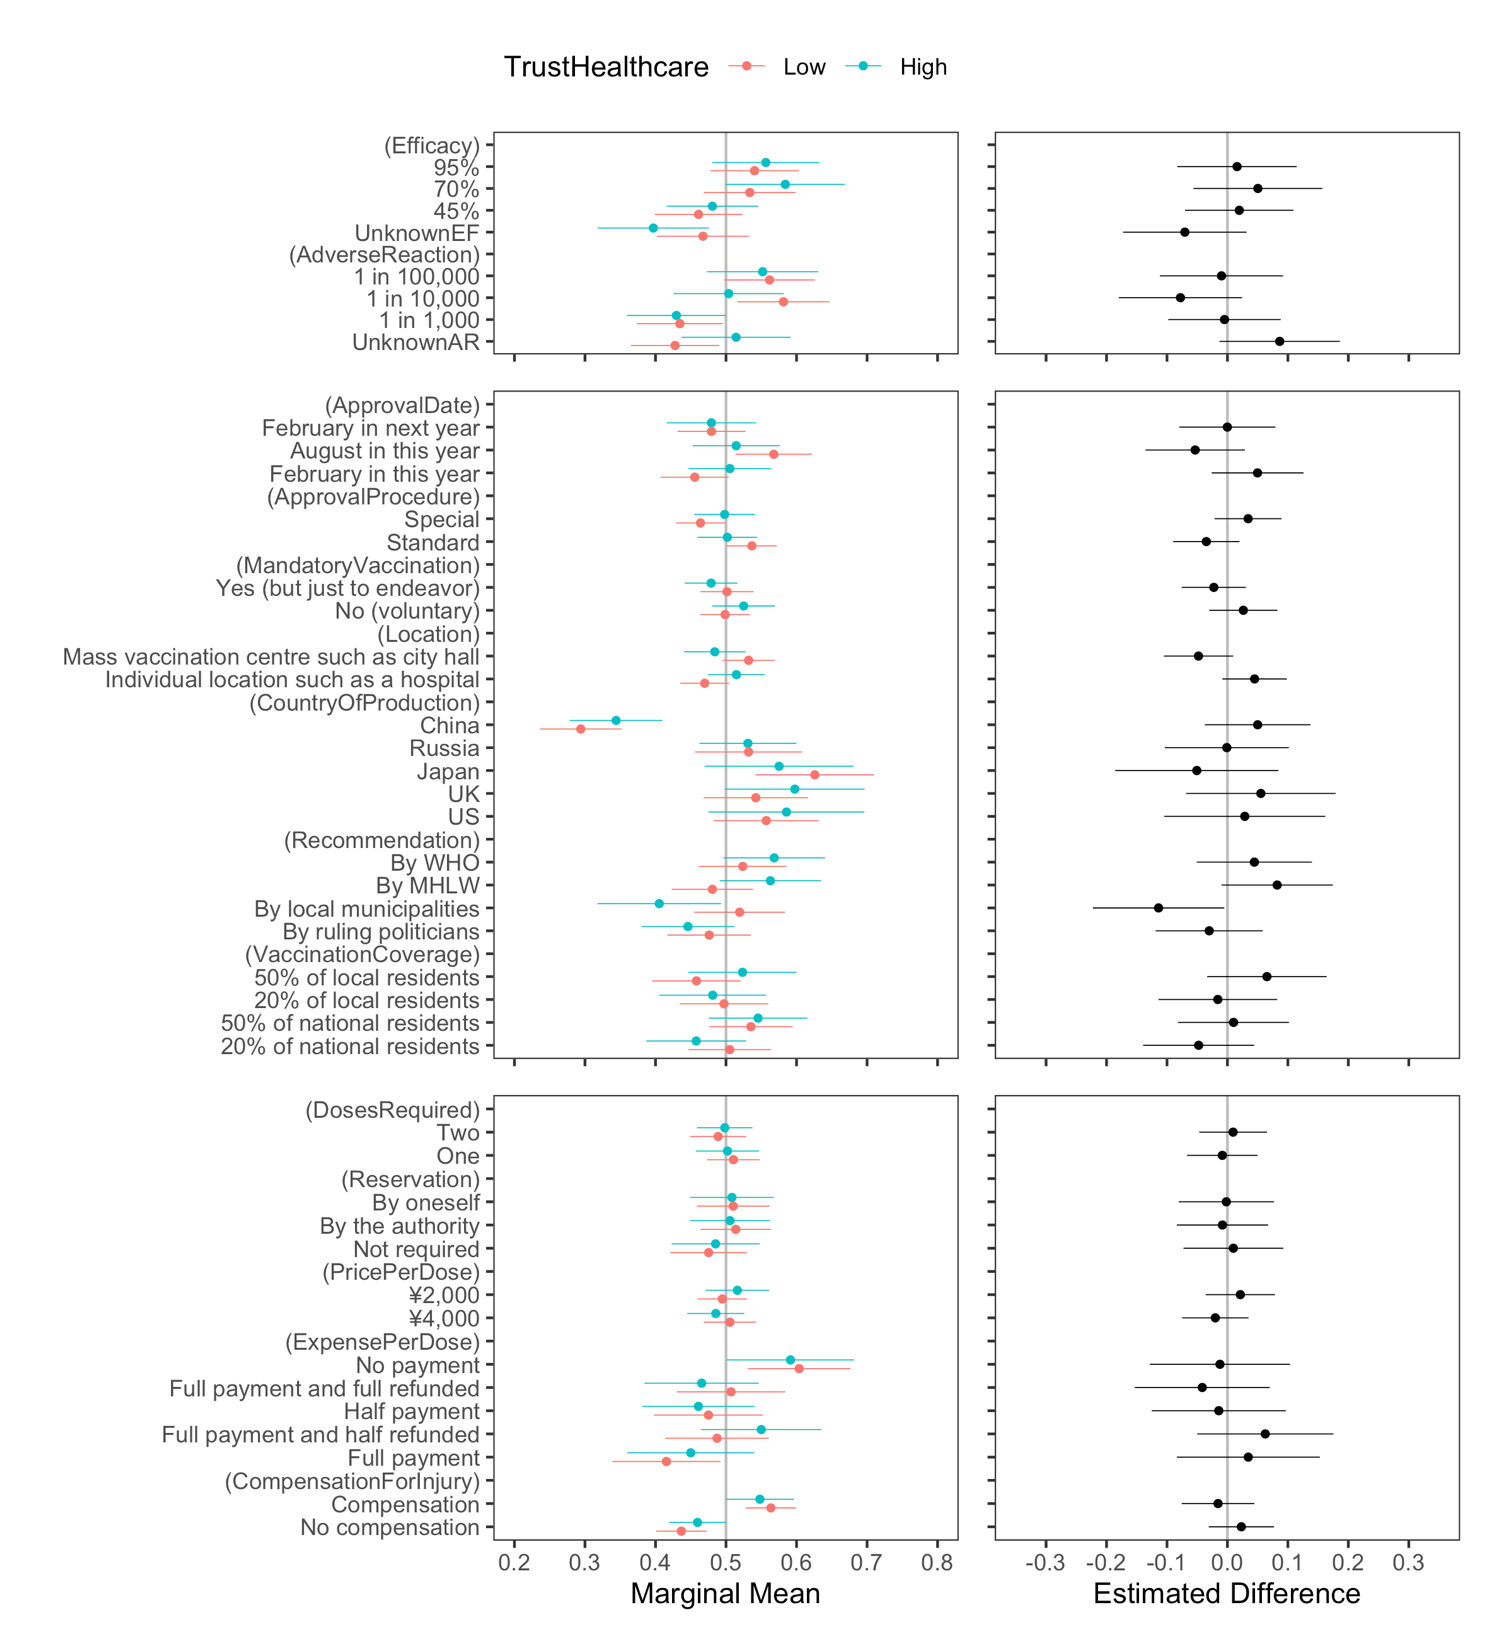 TrustHealthcare Low High
(Efficacy)
95%
70%
45%
UnknownEF
(AdverseReaction)
1 in 100,000
1 in 10,000
1 in 1,000
UnknownAR
(ApprovalDate)
February in next year
August in this year
February in this year
(ApprovalProcedure)
Special
Standard
(MandatoryVaccination)
Yes (but just to endeavor)
No (voluntary)
(Location)
Mass vaccination centre such as city hall
Individual location such as a hospital
(CountryOfProduction)
China
Russia
Japan
UK
US
(Recommendation)
By WHO
By MHLW
By local municipalities
By ruling politicians
(VaccinationCoverage)
50% of local residents
20% of local residents
50% of national residents
20% of national residents
(DosesRequired)
Two
One
(Reservation)
By oneself
By the authority
Not required
(PricePerDose)
¥2,000
¥4,000
(ExpensePerDose)
No payment
Full payment and full refunded
Half payment
Full payment and half refunded
Full payment
(CompensationForInjury)
Compensation
No compensation
0.2 0.3 0.4 0.5 0.6 0.7 0.8
Marginal Mean
-0.3 -0.2 -0.1 0.0 0.1 0.2 0.3
Estimated Difference